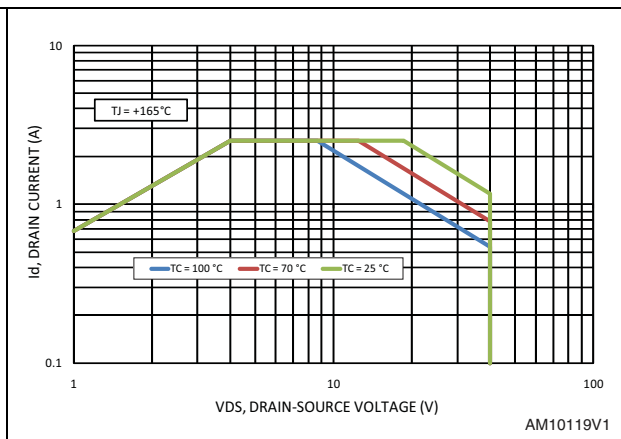 10
TJ = +165°C
Id, DRAIN CURRENT (A)
1
TC = 100 °C TC = 70 °C TC = 25 °C
0.1
1 10 100
VDS, DRAIN-SOURCE VOLTAGE (V)
AM10119V1